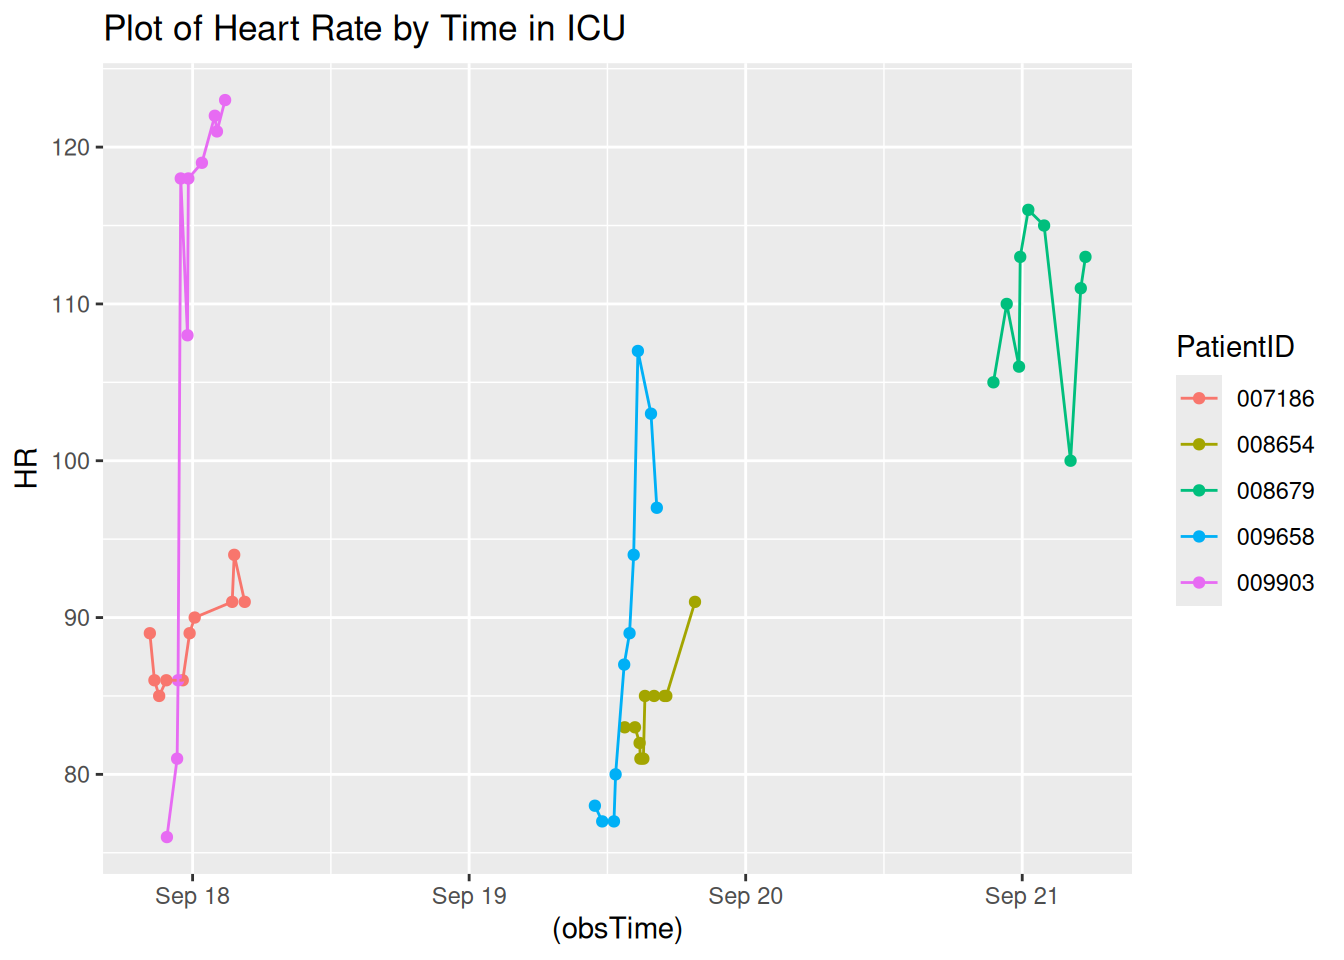 Plot of Heart Rate by Time in ICU
120
110
100
90
80
HR
Sep 18
Sep 19
Sep 20
Sep 21
(obsTime)
PatientID
007186
008654
008679
009658
009903